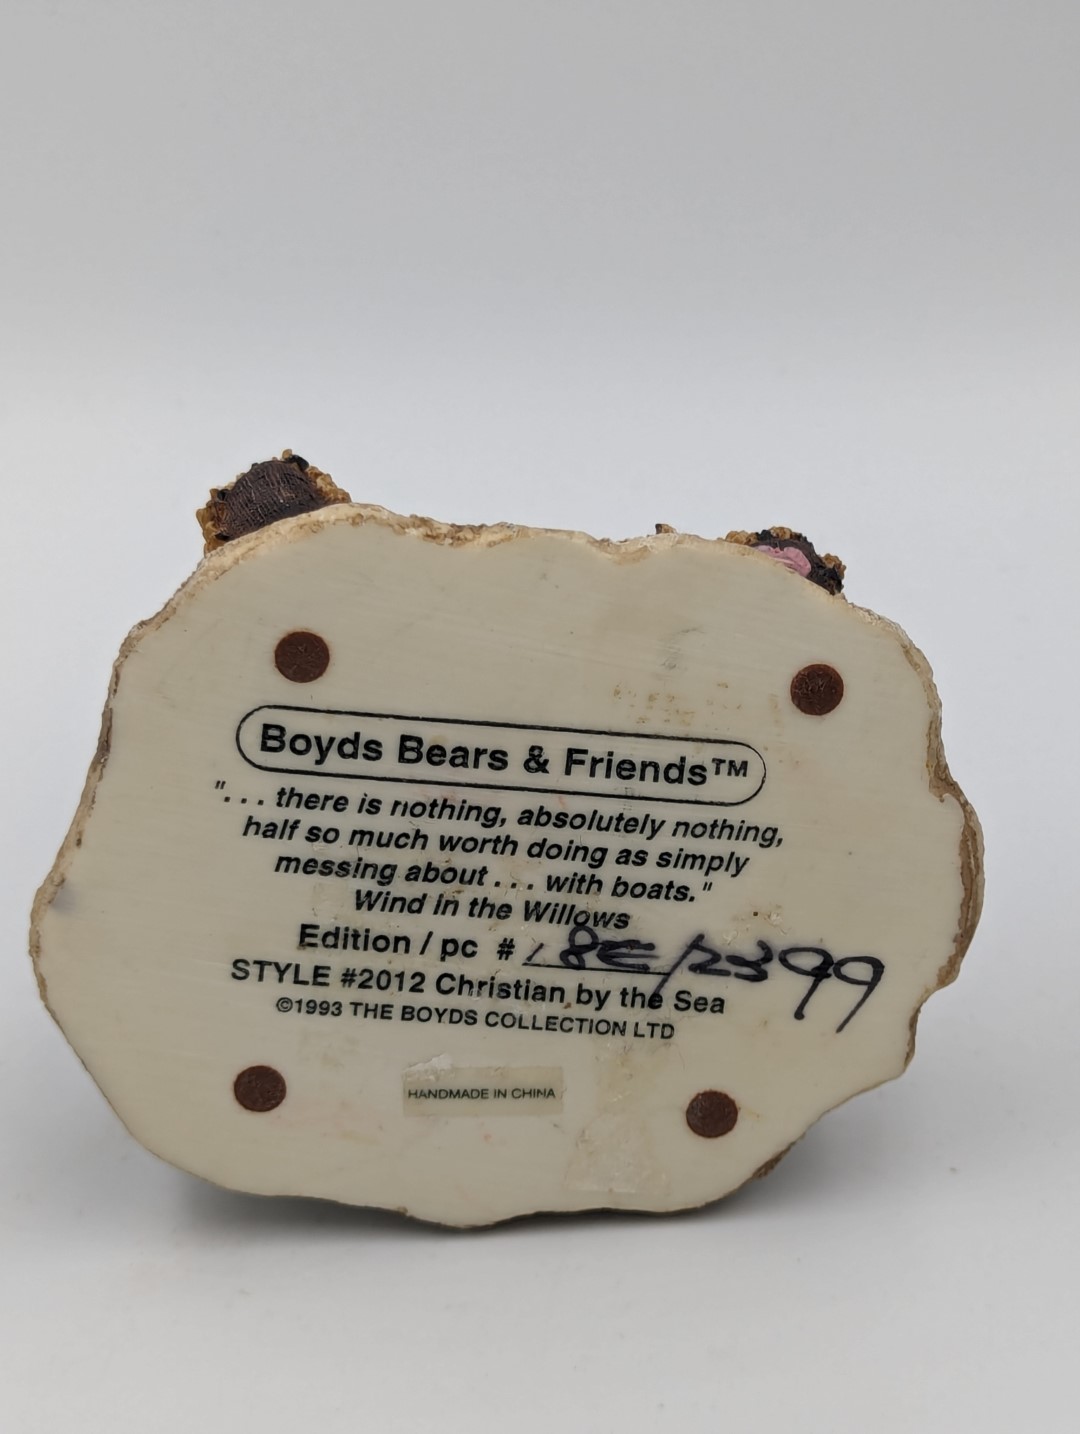 Boyds Bears & Friends™
"... there is nothing, absolutely nothing,
half so much worth doing as simply
messing about ... with boats."
Wind in the Willows
Edition / pc # 18E/2399
STYLE #2012 Christian by the Sea
©1993 THE BOYDS COLLECTION LTD
HANDMADE IN CHINA